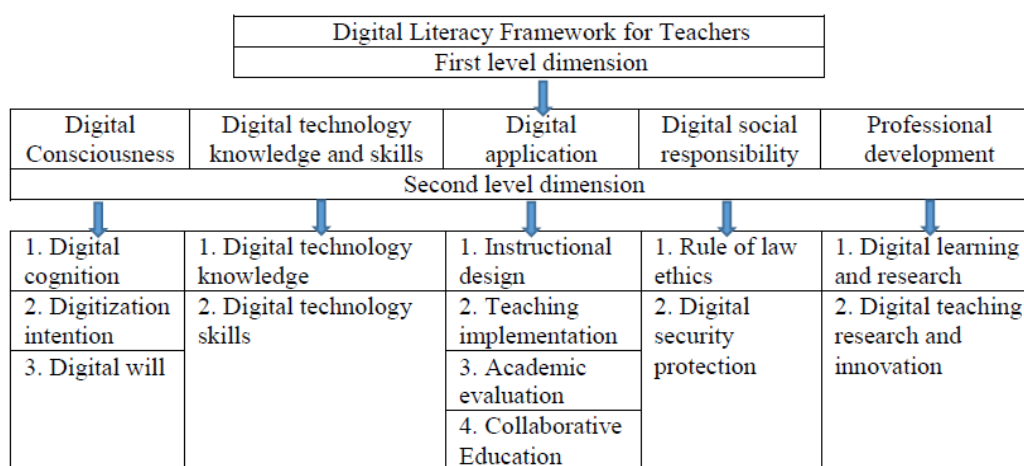 Digital Literacy Framework for Teachers
First level dimension
Digital
Consciousness
Digital technology
knowledge and skills
Digital
application
Digital social
responsibility
Professional
development
Second level dimension
1. Digital
cognition
2. Digitization
intention
3. Digital will
1. Digital technology
knowledge
2. Digital technology
skills
1. Instructional
design
2. Teaching
implementation
3. Academic
evaluation
4. Collaborative
Education
1. Rule of law
ethics
2. Digital
security
protection
1. Digital learning
and research
2. Digital teaching
research and
innovation